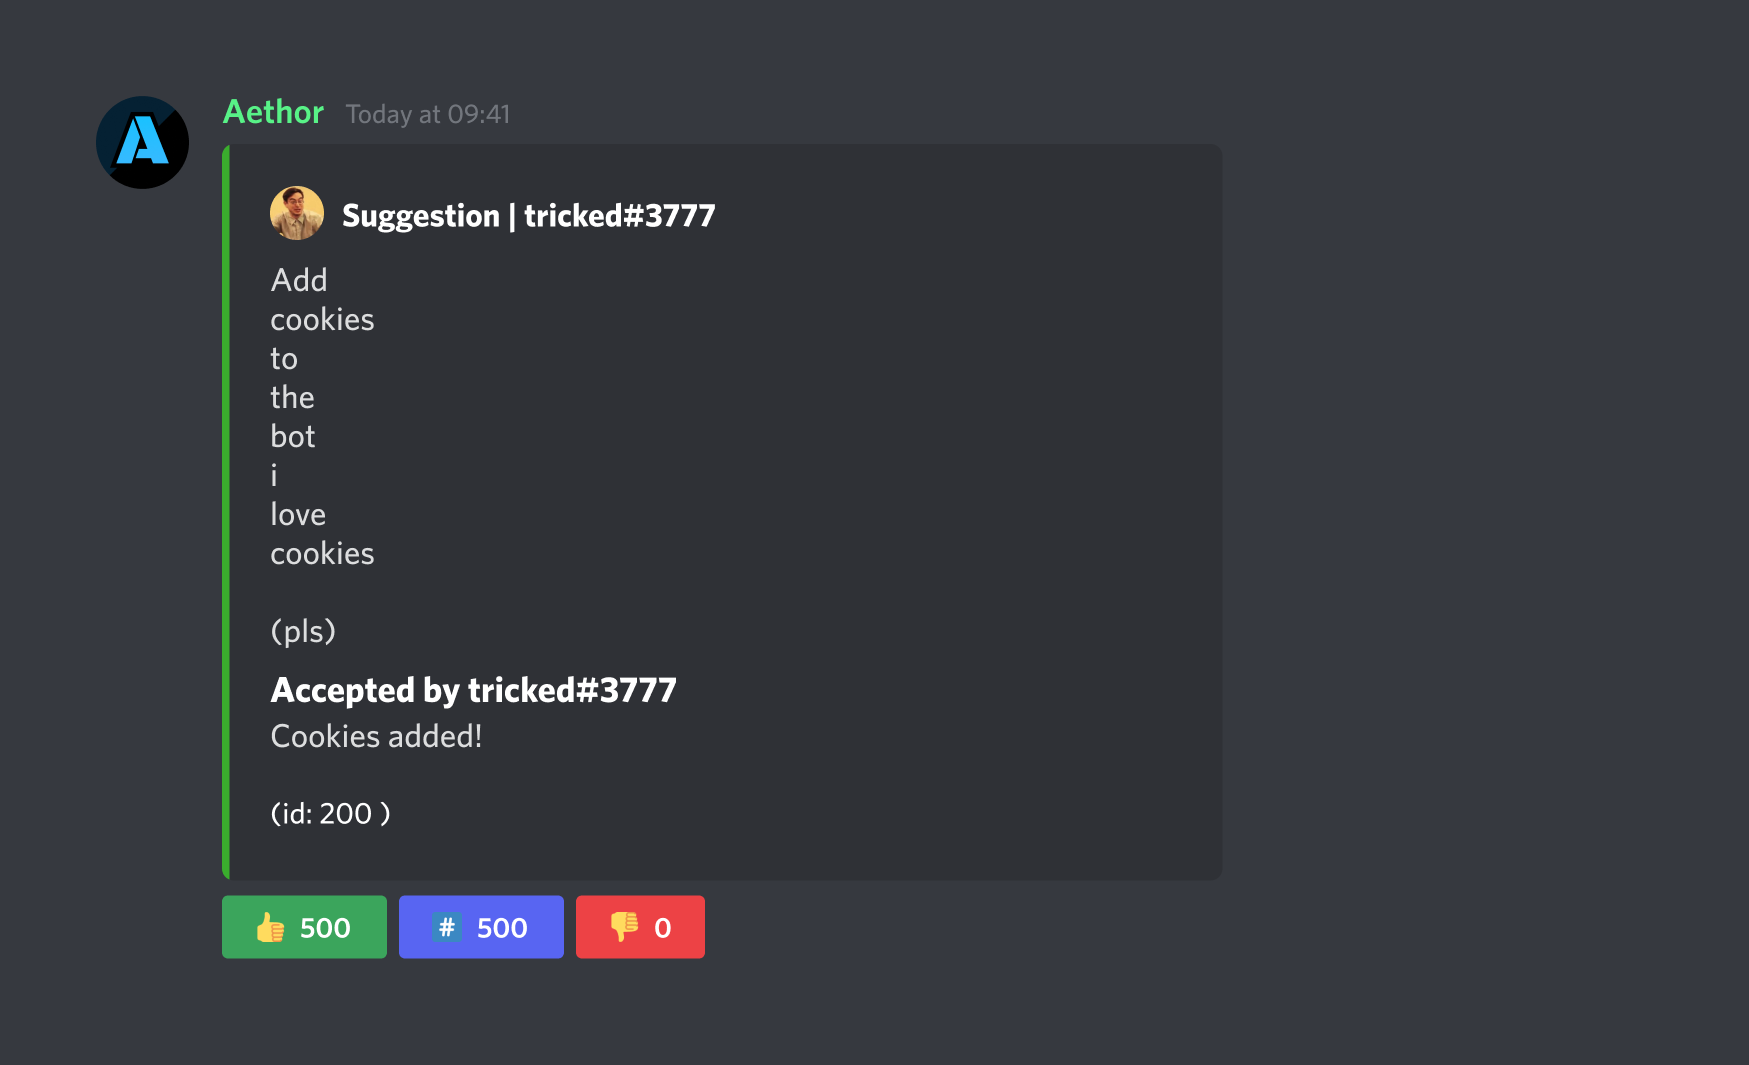 Aethor Today at 09:41
A
Suggestion | tricked#3777
Add
cookies
to
the
bot
i
love
cookies
(pls)
Accepted by tricked#3777
Cookies added!
(id: 200 )
👍 500 #️⃣ 500 👎 0